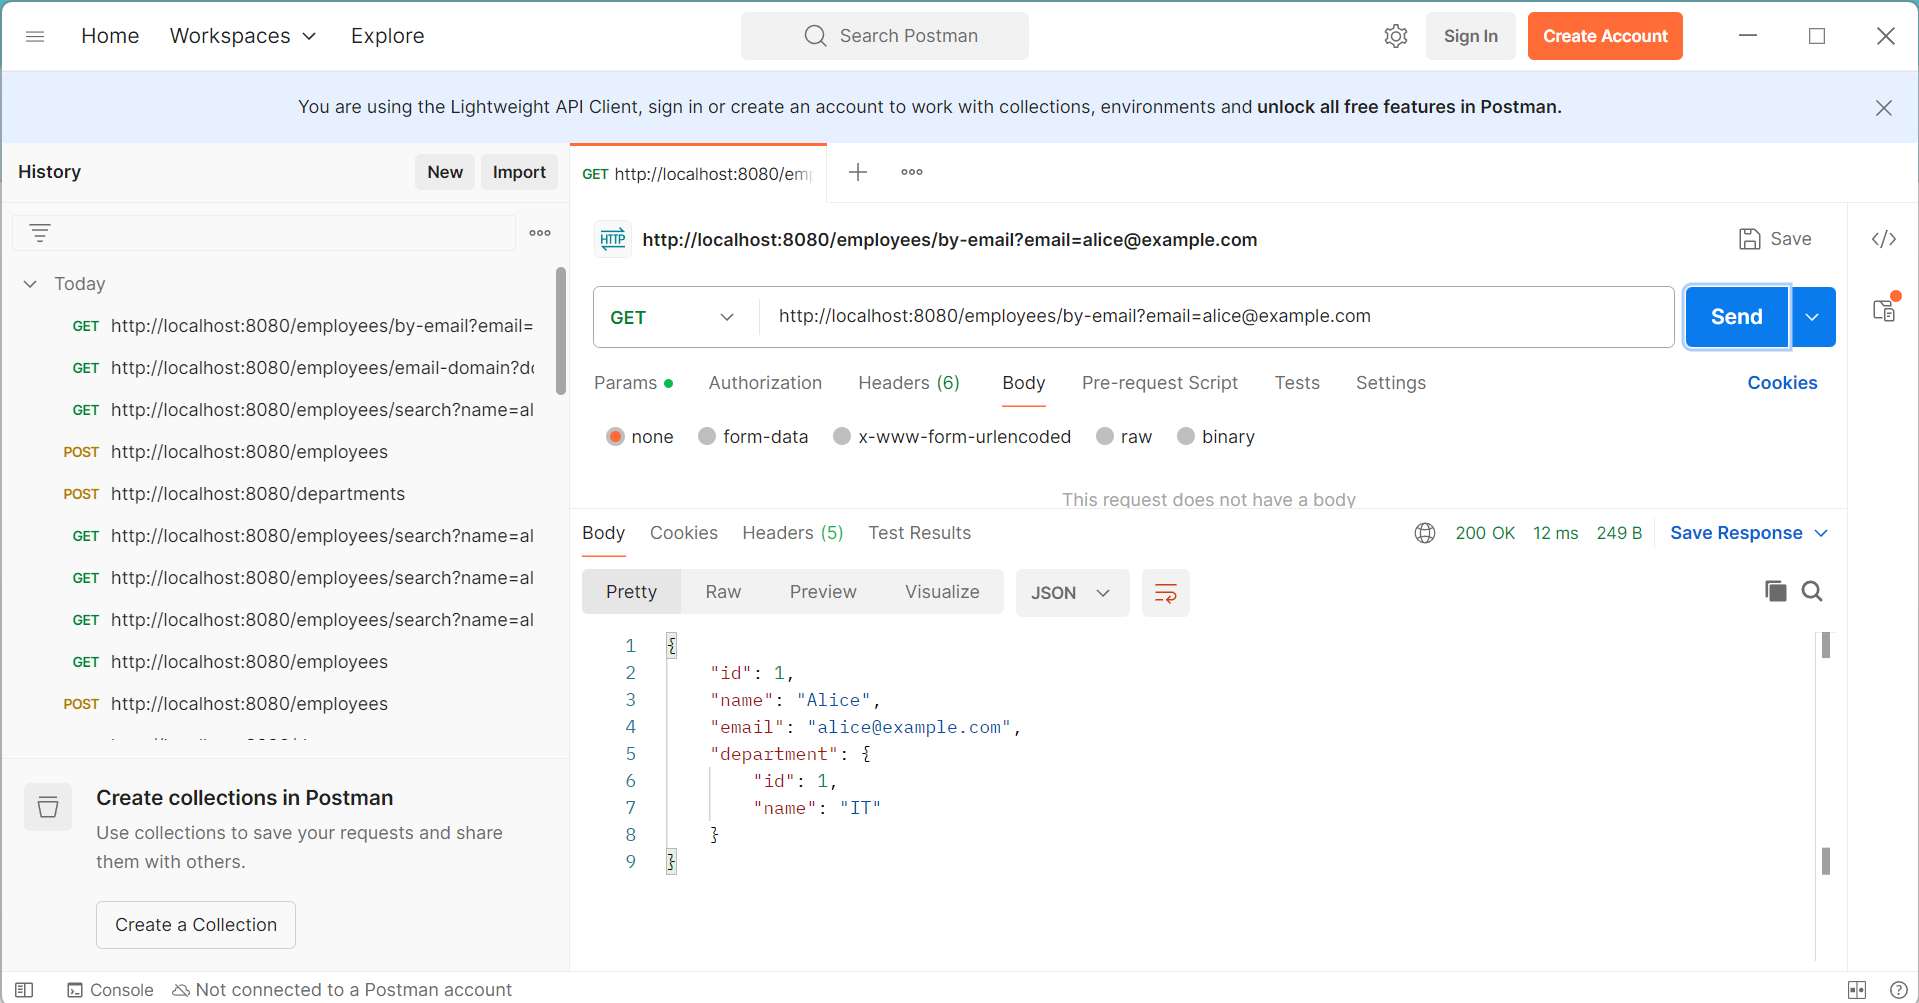 Home Workspaces Explore Search Postman Sign In Create Account
You are using the Lightweight API Client, sign in or create an account to work with collections, environments and unlock all free features in Postman.
History New Import
Today
GET http://localhost:8080/employees/by-email?email=
GET http://localhost:8080/employees/email-domain?do
GET http://localhost:8080/employees/search?name=al
POST http://localhost:8080/employees
POST http://localhost:8080/departments
GET http://localhost:8080/employees/search?name=al
GET http://localhost:8080/employees/search?name=al
GET http://localhost:8080/employees/search?name=al
GET http://localhost:8080/employees
POST http://localhost:8080/employees
Create collections in Postman
Use collections to save your requests and share
them with others.
Create a Collection
GET http://localhost:8080/emp
HTTP http://localhost:8080/employees/by-email?email=alice@example.com Save
GET http://localhost:8080/employees/by-email?email=alice@example.com Send
Params Authorization Headers (6) Body Pre-request Script Tests Settings Cookies
none form-data x-www-form-urlencoded raw binary
This request does not have a body
Body Cookies Headers (5) Test Results 200 OK 12 ms 249 B Save Response
Pretty Raw Preview Visualize JSON
1 {
2 "id": 1,
3 "name": "Alice",
4 "email": "alice@example.com",
5 "department": {
6 "id": 1,
7 "name": "IT"
8 }
9 }
Console Not connected to a Postman account